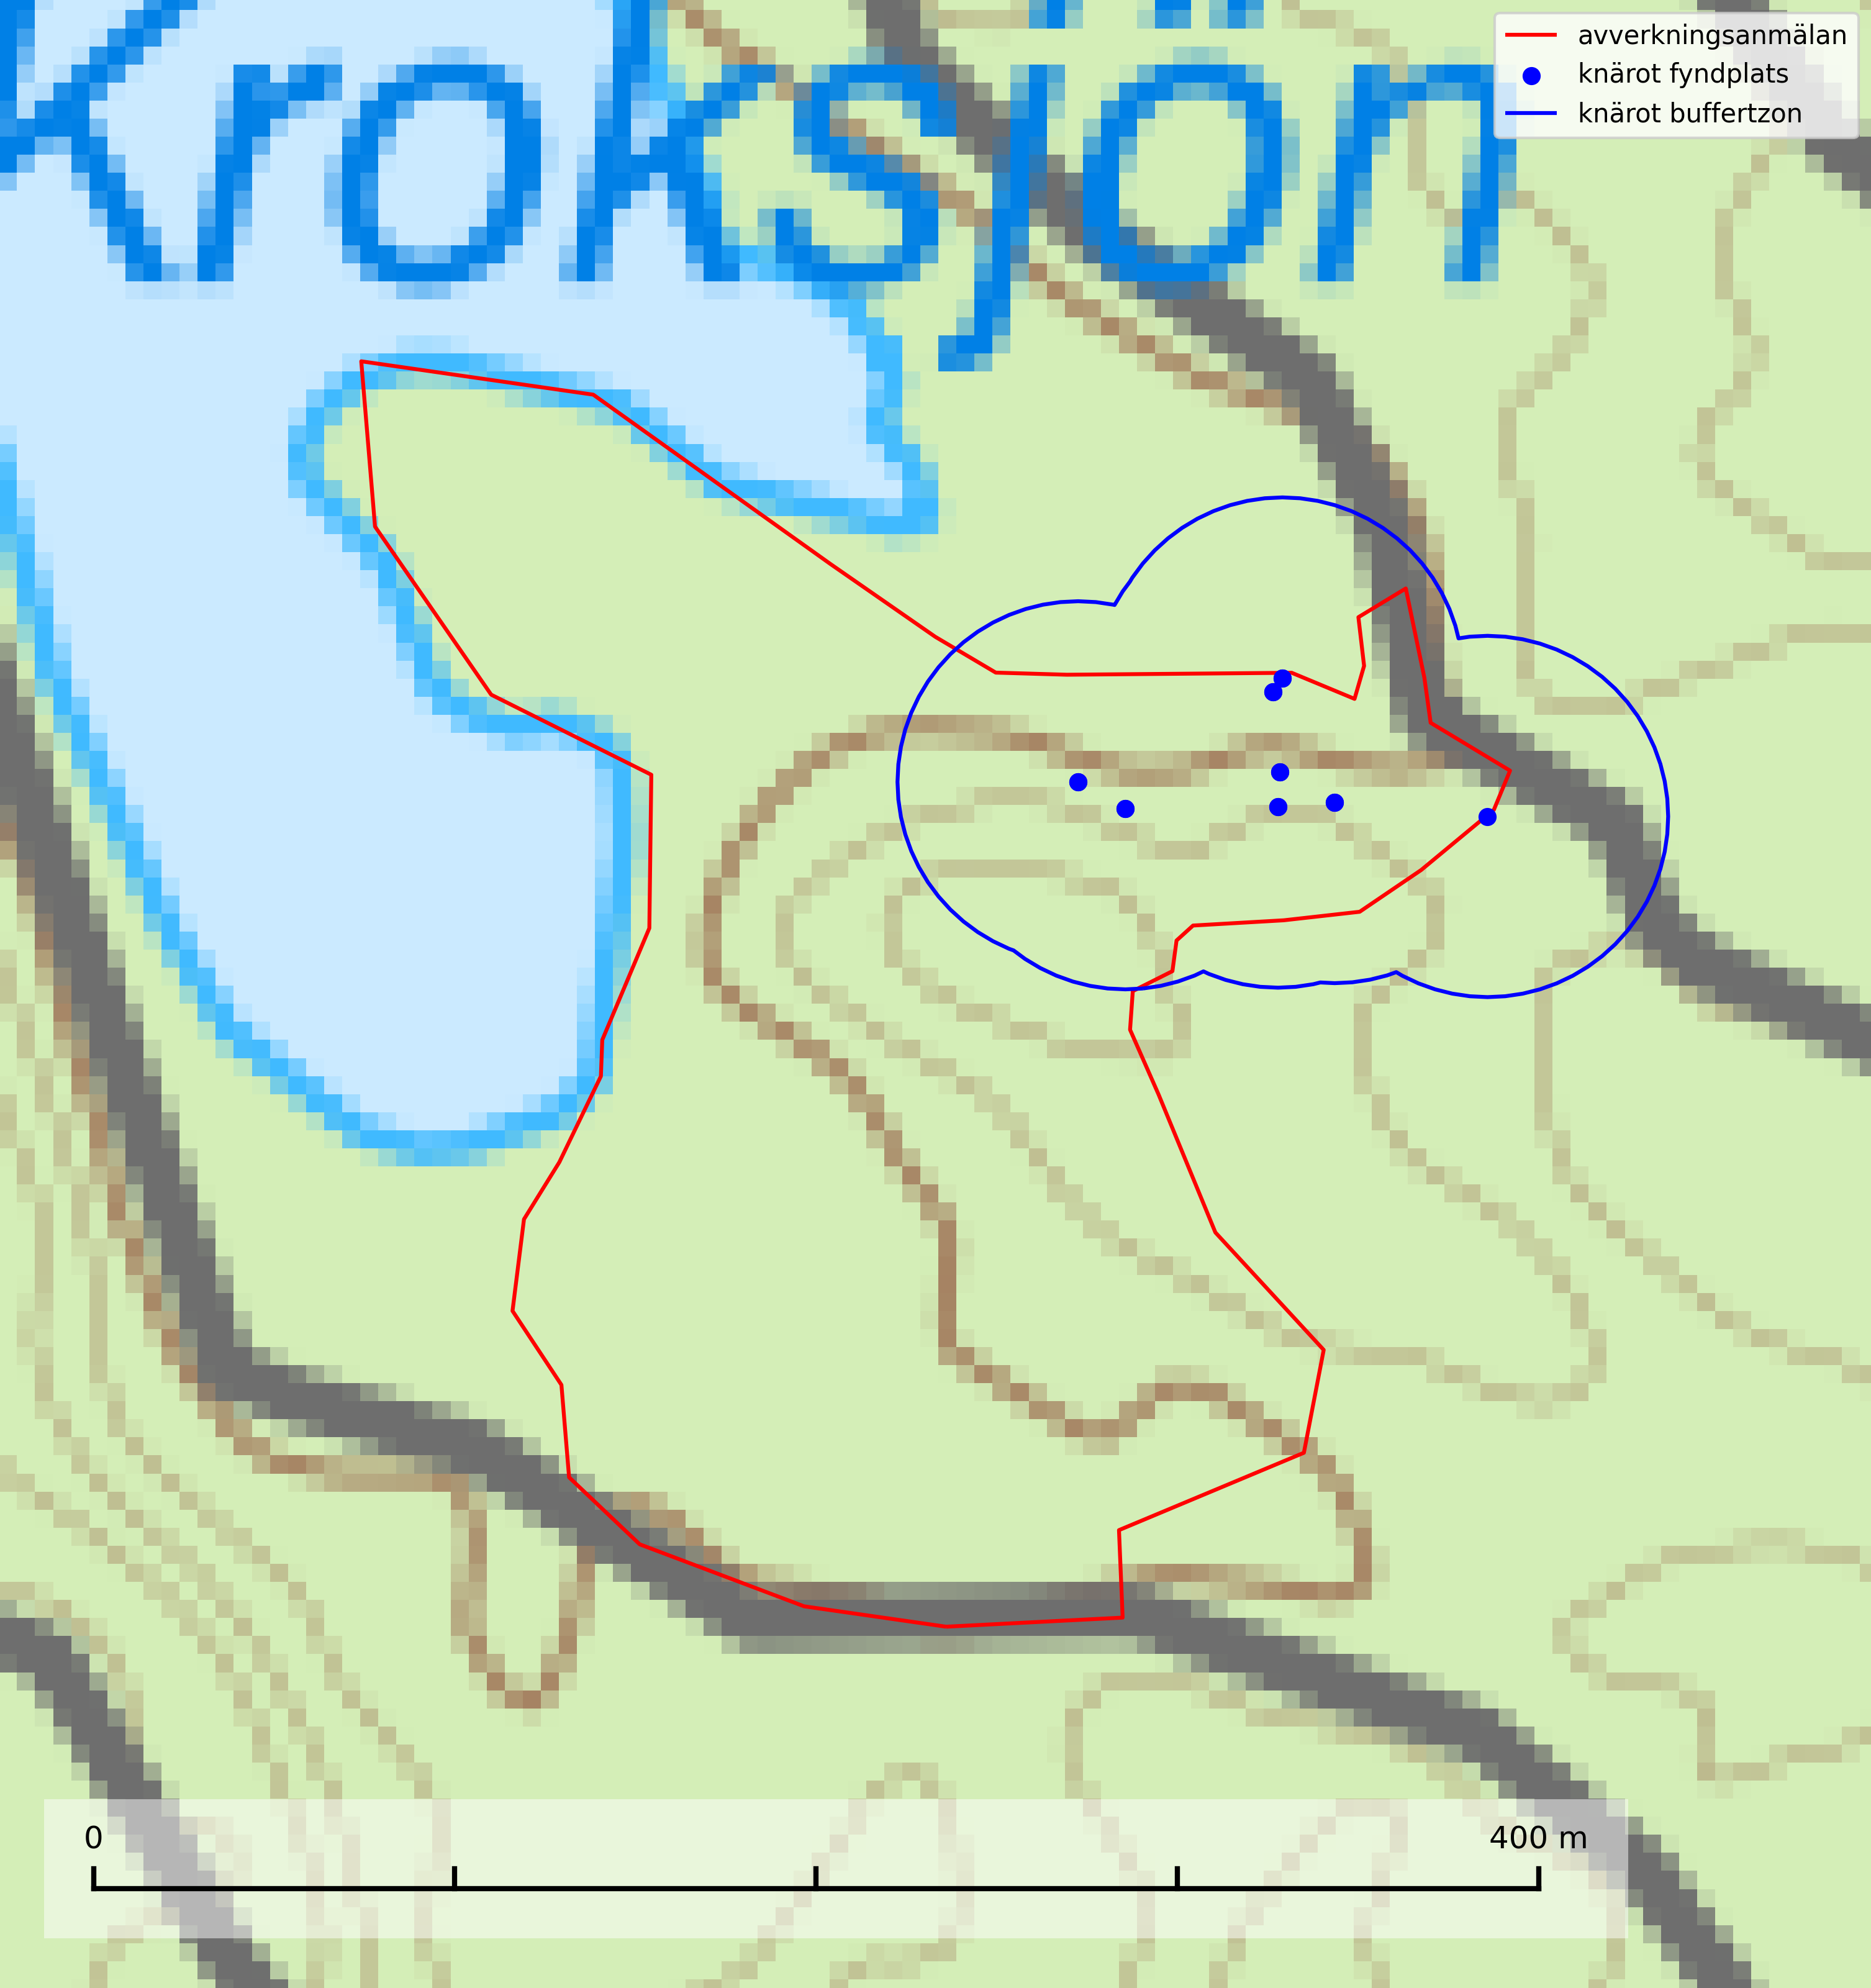 avverkningsanmälan
knärot fyndplats
knärot buffertzon
Kroksjön
0 400 m